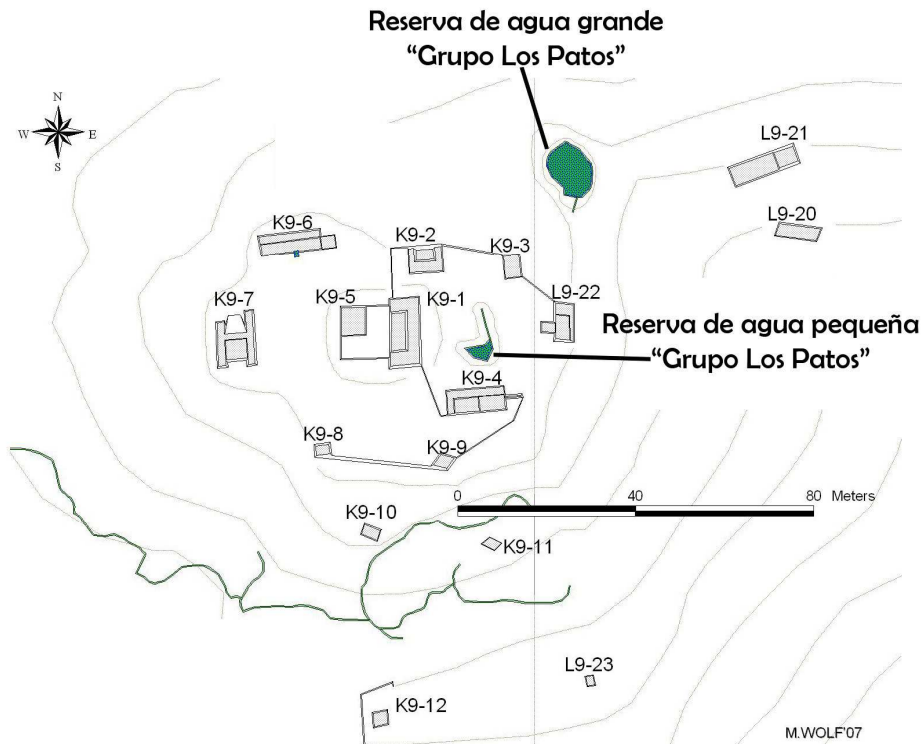 Reserva de agua grande
“Grupo Los Patos”
N
W E
S
L9-21
L9-20
K9-6
K9-2
K9-3
K9-7
K9-5
K9-1
L9-22
Reserva de agua pequeña
“Grupo Los Patos”
K9-4
K9-8
K9-9
0 40 80 Meters
K9-10
K9-11
L9-23
K9-12
M.WOLF'07